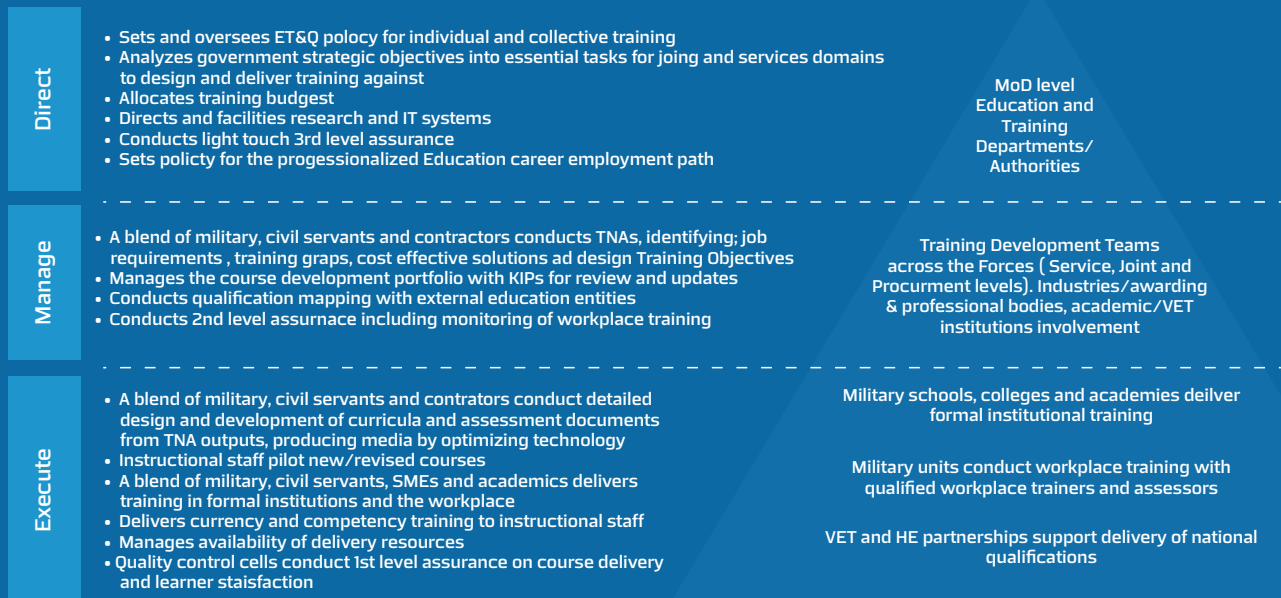 Direct
• Sets and oversees ET&Q polocy for individual and collective training
• Analyzes government strategic objectives into essential tasks for joing and services domains
to design and deliver training against
• Allocates training budgest
• Directs and facilities research and IT systems
• Conducts light touch 3rd level assurance
• Sets policty for the progessionalized Education career employment path
MoD level
Education and
Training
Departments/
Authorities
Manage
• A blend of military, civil servants and contractors conducts TNAs, identifying; job
requirements , training graps, cost effective solutions ad design Training Objectives
• Manages the course development portfolio with KIPs for review and updates
• Conducts qualification mapping with external education entities
• Conducts 2nd level assurnace including monitoring of workplace training
Training Development Teams
across the Forces ( Service, Joint and
Procurment levels). Industries/awarding
& professional bodies, academic/VET
institutions involvement
Execute
• A blend of military, civil servants and contrators conduct detailed
design and development of curricula and assessment documents
from TNA outputs, producing media by optimizing technology
• Instructional staff pilot new/revised courses
• A blend of military, civil servants, SMEs and academics delivers
training in formal institutions and the workplace
• Delivers currency and competency training to instructional staff
• Manages availability of delivery resources
• Quality control cells conduct 1st level assurance on course delivery
and learner staisfaction
Military schools, colleges and academies deilver
formal institutional training
Military units conduct workplace training with
qualified workplace trainers and assessors
VET and HE partnerships support delivery of national
qualifications